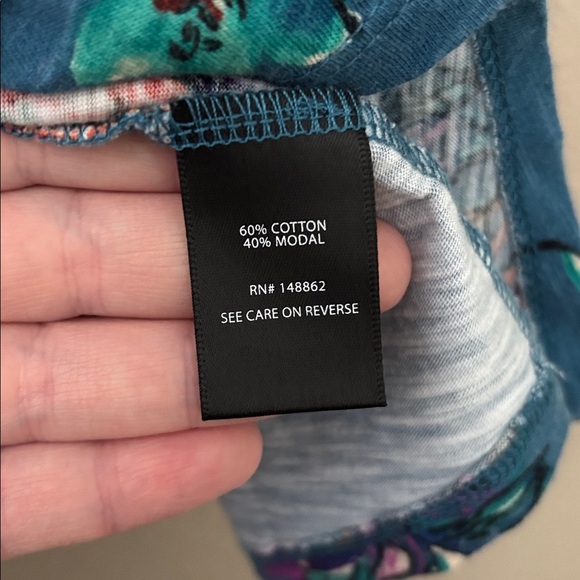 60% COTTON
40% MODAL
RN# 148862
SEE CARE ON REVERSE